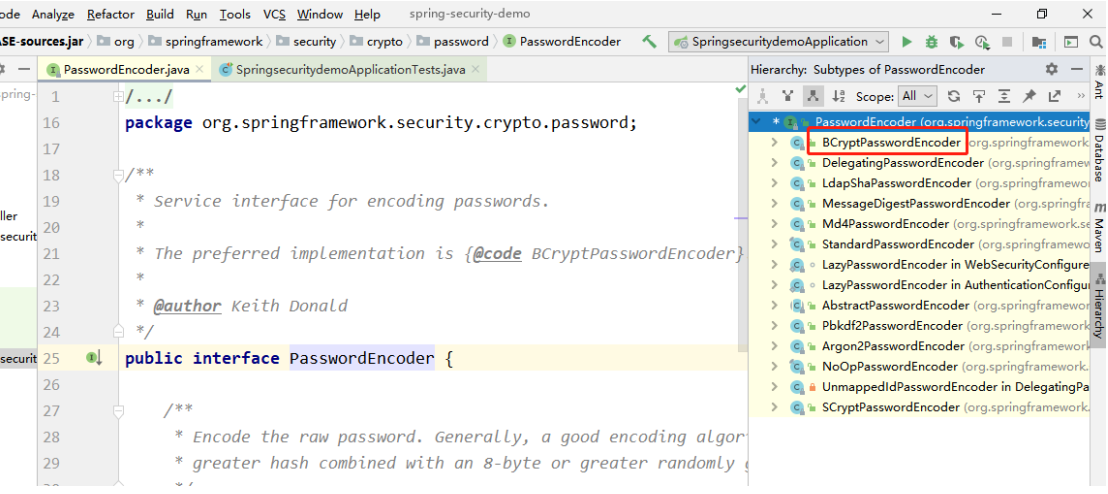 ode Analyze Refactor Build Run Tools VCS Window Help spring-security-demo
ASE-sources.jar org springframework security crypto password PasswordEncoder SpringsecuritydemoApplication
PasswordEncoder.java SpringsecuritydemoApplicationTests.java
spring-
ller
securit
securit
1 /.../
16 package org.springframework.security.crypto.password;
17
18 /**
19 * Service interface for encoding passwords.
20 *
21 * The preferred implementation is {@code BCryptPasswordEncoder}
22 *
23 * @author Keith Donald
24 */
25 public interface PasswordEncoder {
26
27 /**
28 * Encode the raw password. Generally, a good encoding algor
29 * greater hash combined with an 8-byte or greater randomly g
Hierarchy: Subtypes of PasswordEncoder
Scope: All
* PasswordEncoder (org.springframework.security
BCryptPasswordEncoder (org.springframework.
DelegatingPasswordEncoder (org.springframew
LdapShaPasswordEncoder (org.springframewor
MessageDigestPasswordEncoder (org.springfra
Md4PasswordEncoder (org.springframework.se
StandardPasswordEncoder (org.springframewo
LazyPasswordEncoder in WebSecurityConfigure
LazyPasswordEncoder in AuthenticationConfigu
AbstractPasswordEncoder (org.springframewor
Pbkdf2PasswordEncoder (org.springframework.
Argon2PasswordEncoder (org.springframework
NoOpPasswordEncoder (org.springframework.
UnmappedIdPasswordEncoder in DelegatingPa
SCryptPasswordEncoder (org.springframework.
Ant
Database
m Maven
Hierarchy